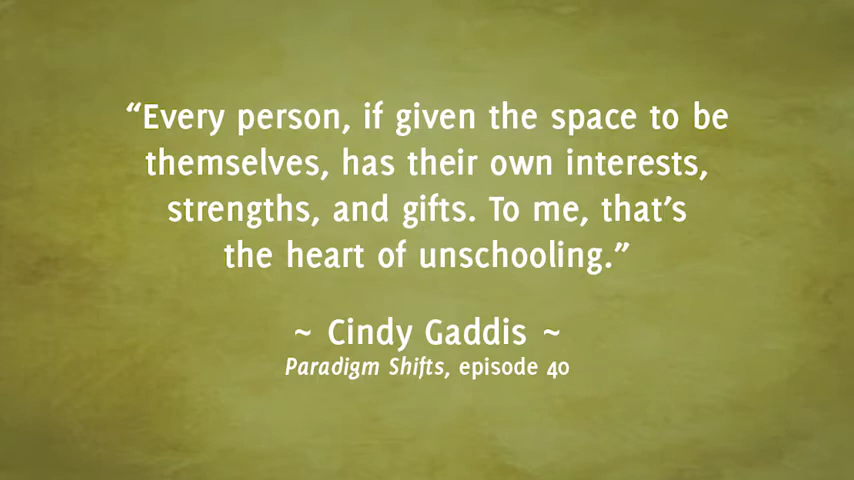 “Every person, if given the space to be
themselves, has their own interests,
strengths, and gifts. To me, that’s
the heart of unschooling.”
~ Cindy Gaddis ~
Paradigm Shifts, episode 40